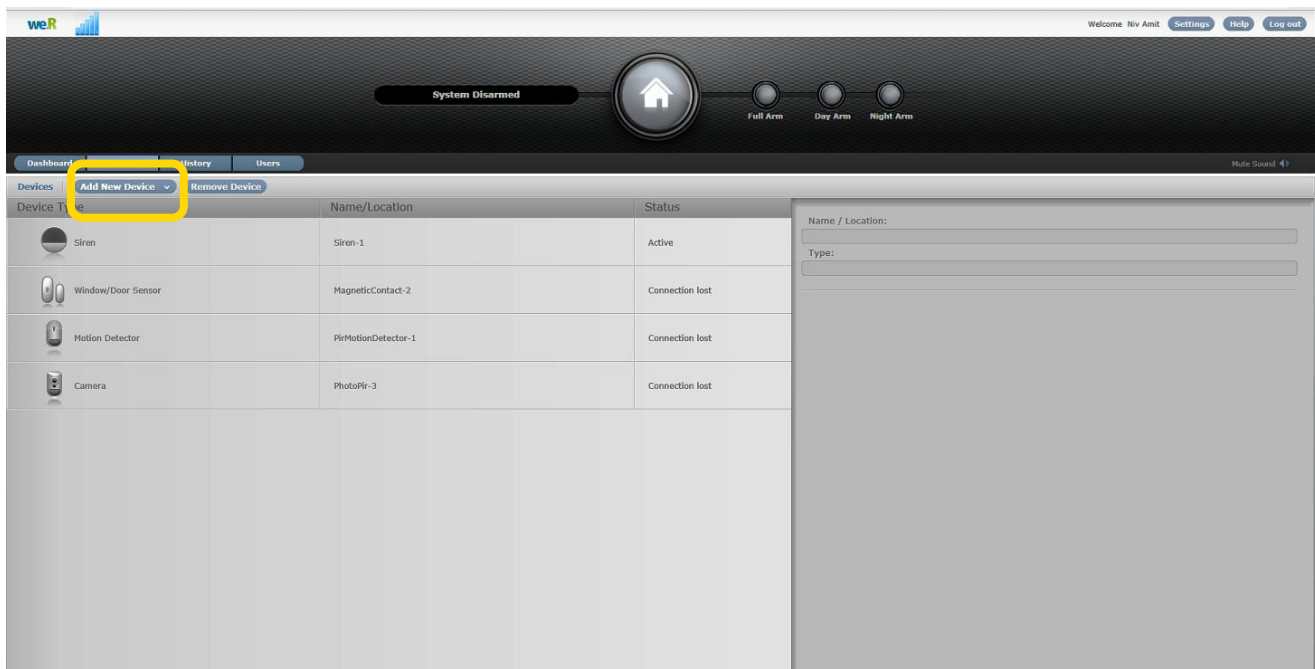 weR
Welcome Niv Amit Settings Help Log out
System Disarmed
Full Arm Day Arm Night Arm
Dashboard History Users Mute Sound
Devices Add New Device Remove Device
Device Type Name/Location Status
Name / Location:
Siren Siren-1 Active
Type:
Window/Door Sensor MagneticContact-2 Connection lost
Motion Detector PirMotionDetector-1 Connection lost
Camera PhotoPir-3 Connection lost